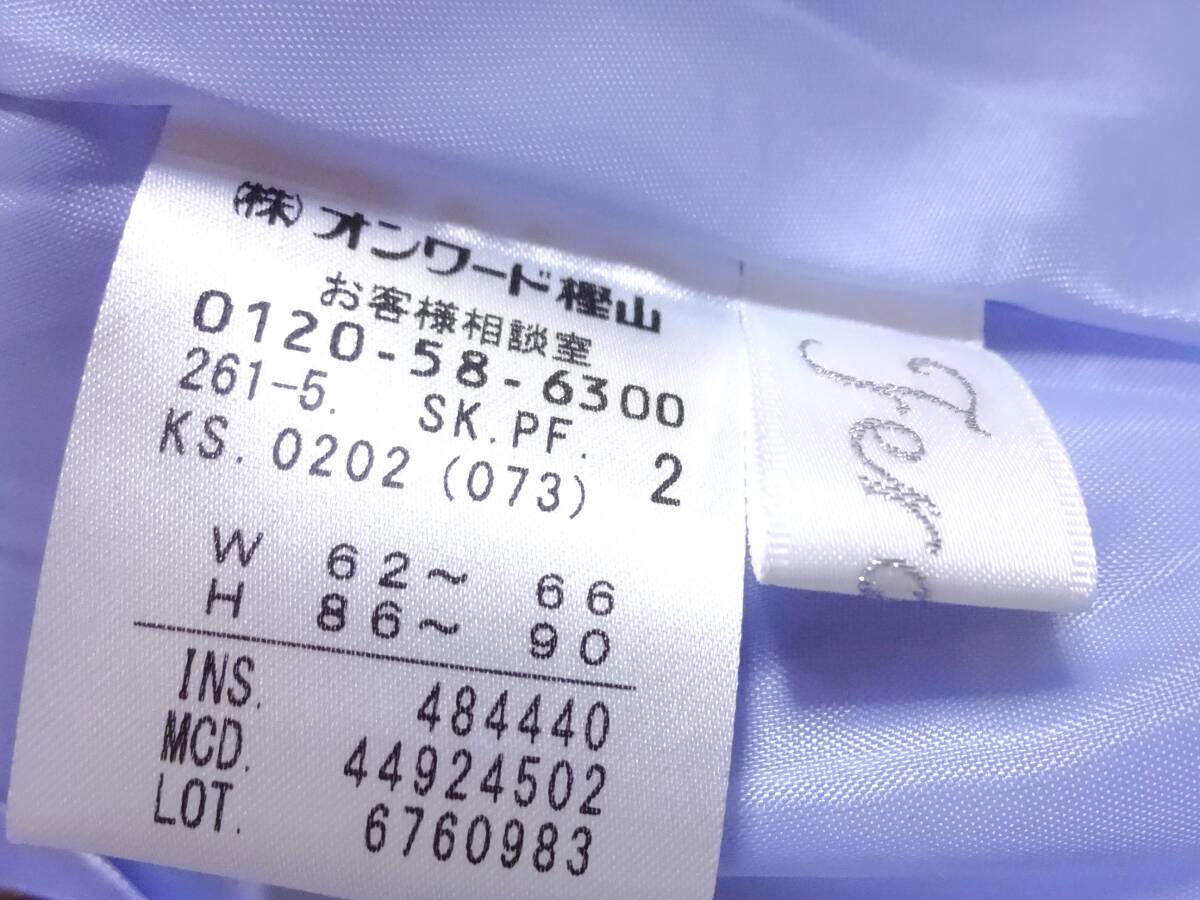 (株)オンワード樫山
お客様相談室
0120-58-6300
261-5. SK.PF. 2
KS. 0202 (073)
W 62~ 66
H 86~ 90
INS. 484440
MCD. 44924502
LOT. 6760983